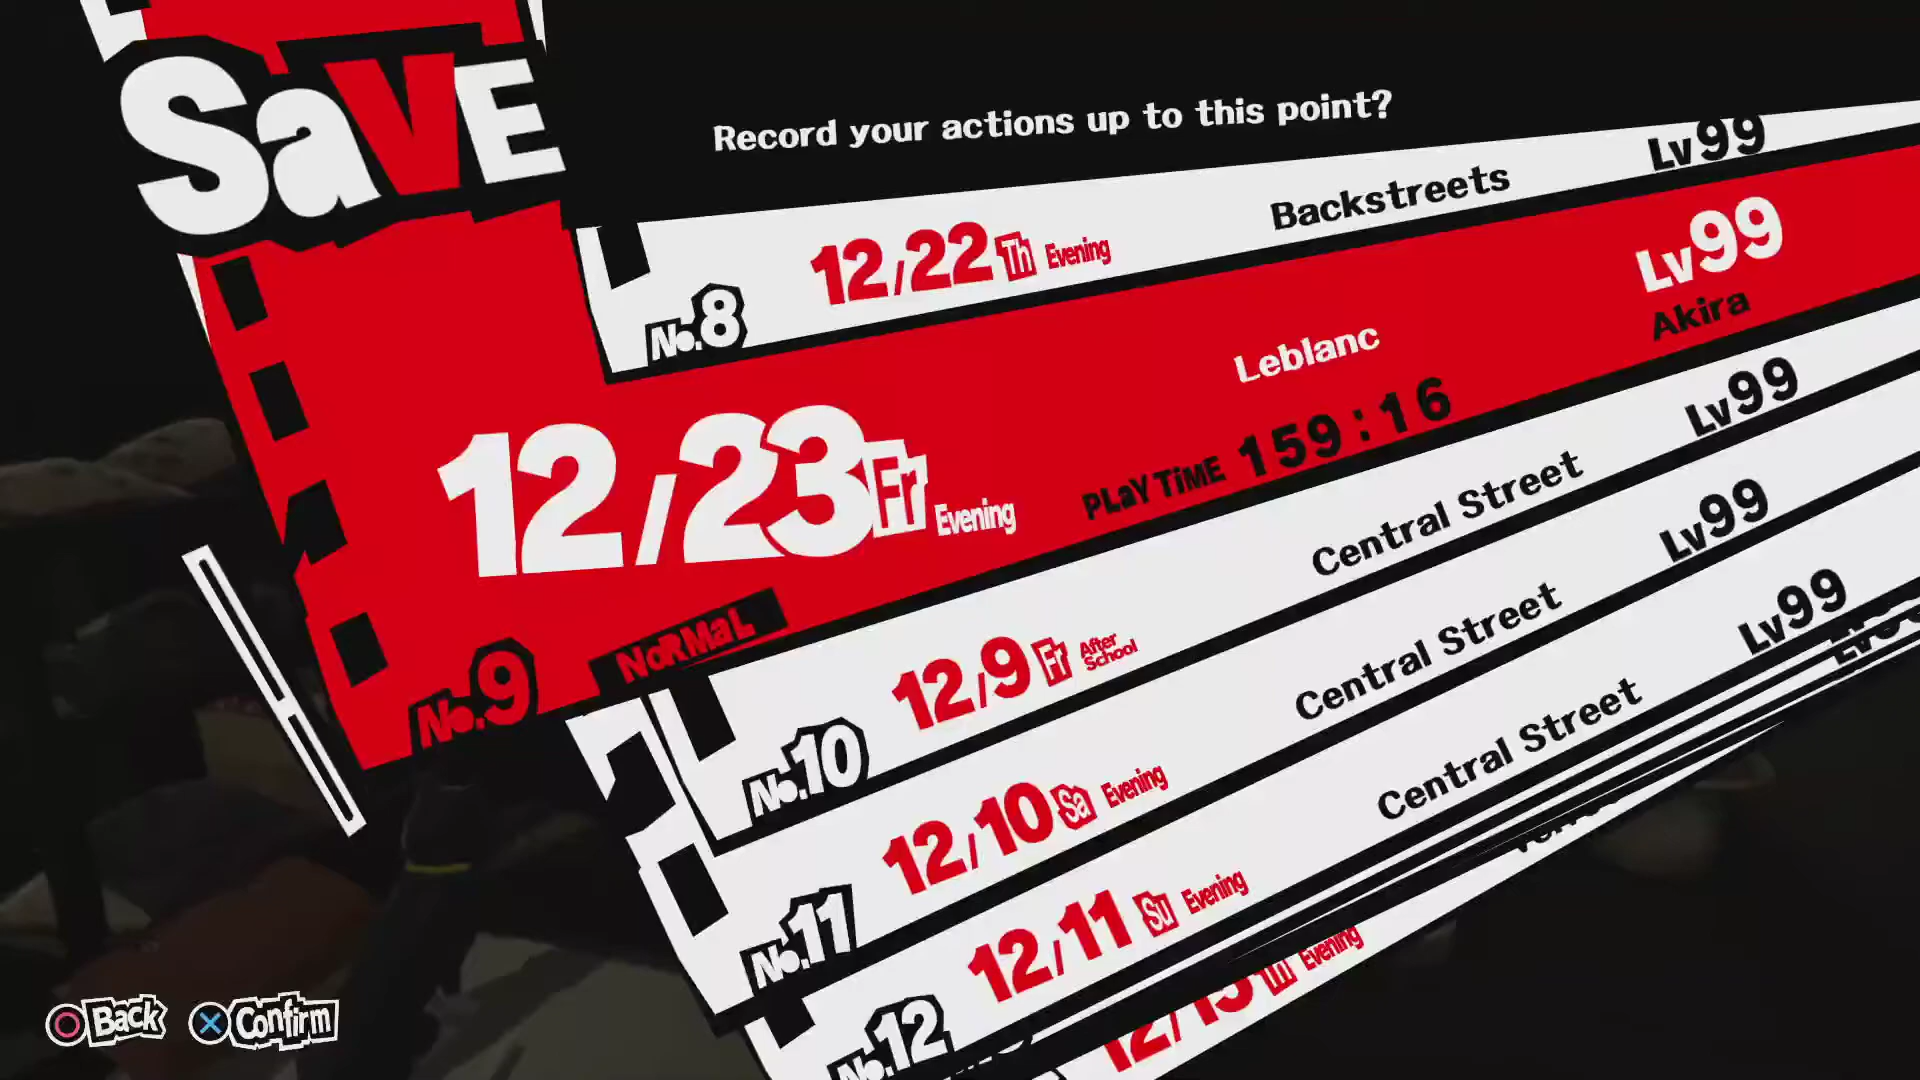 SaVE
Record your actions up to this point?
No.8 12/22 Th Evening Backstreets Lv99
No.9 12/23 Fr Evening Leblanc Lv99
Akira
PLaY TiME 159:16
NoRMaL
No.10 12/9 Fr After School Central Street Lv99
No.11 12/10 Sa Evening Central Street Lv99
No.12 12/11 Su Evening Central Street Lv99
Evening
Back Confirm